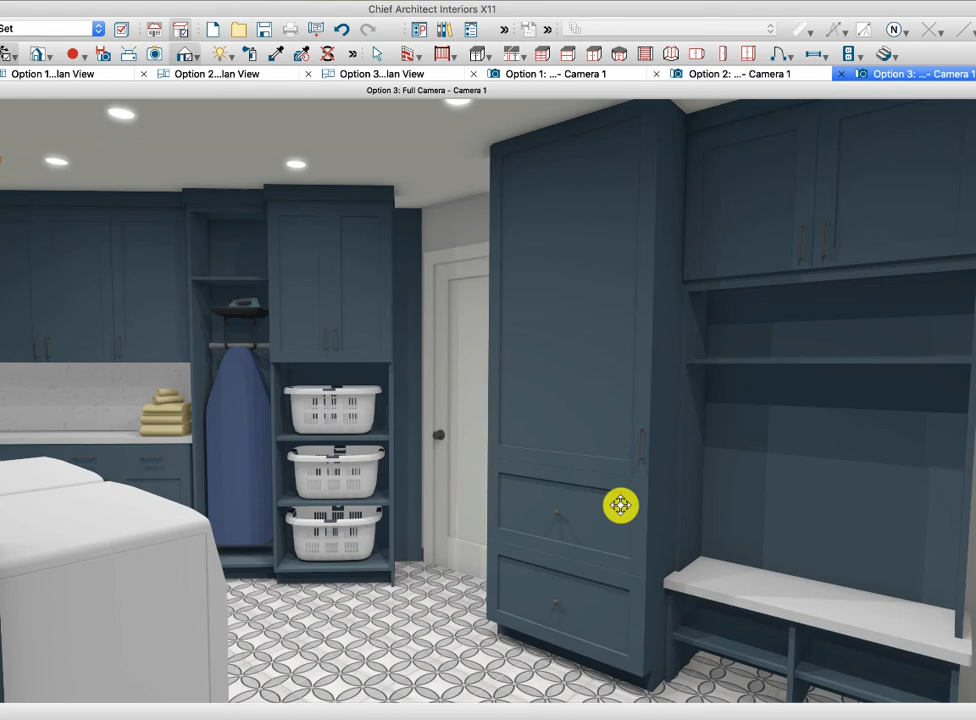 Chief Architect Interiors X11
Set
N
Option 1...lan View
Option 2...lan View
Option 3...lan View
Option 1: ...- Camera 1
Option 2: ...- Camera 1
Option 3: ...- Camera 1
Option 3: Full Camera - Camera 1